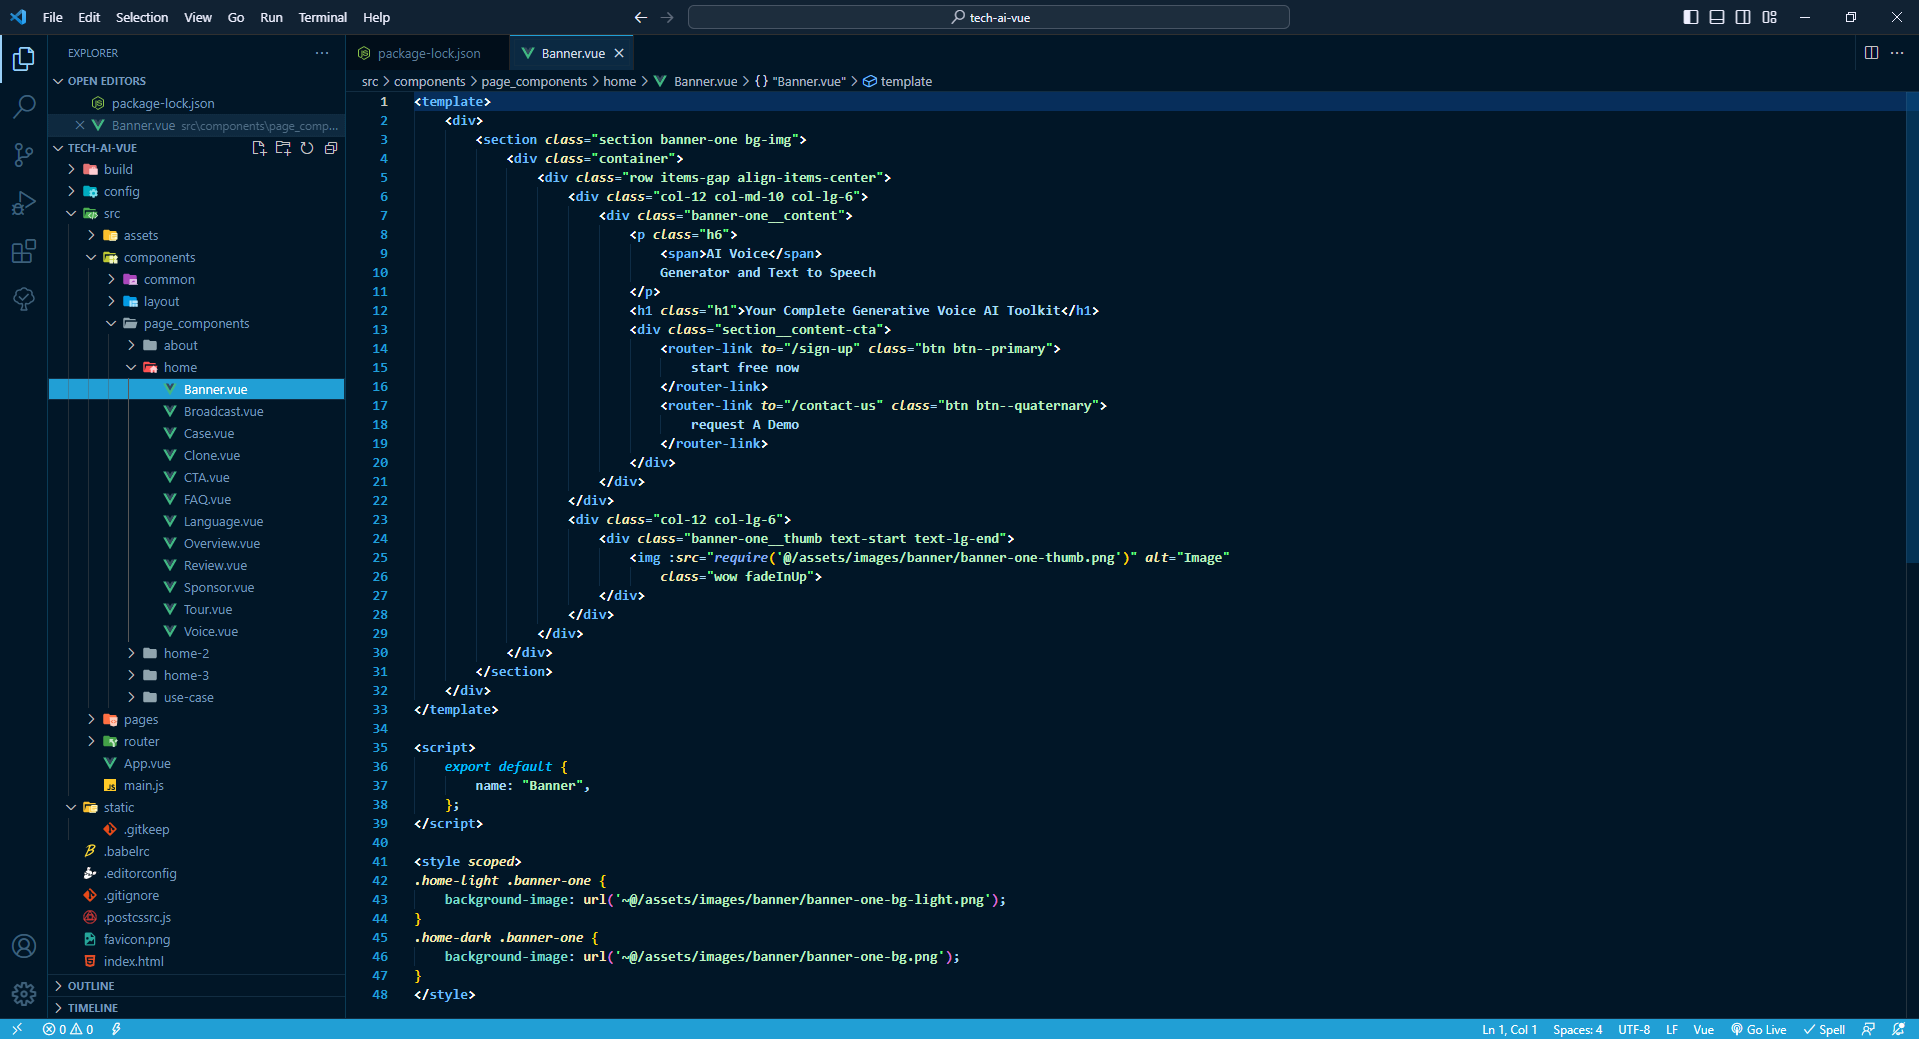 File Edit Selection View Go Run Terminal Help
tech-ai-vue
EXPLORER
OPEN EDITORS
package-lock.json
Banner.vue src\components\page_comp...
TECH-AI-VUE
build
config
src
assets
components
common
layout
page_components
about
home
Banner.vue
Broadcast.vue
Case.vue
Clone.vue
CTA.vue
FAQ.vue
Language.vue
Overview.vue
Review.vue
Sponsor.vue
Tour.vue
Voice.vue
home-2
home-3
use-case
pages
router
App.vue
main.js
static
.gitkeep
.babelrc
.editorconfig
.gitignore
.postcssrc.js
favicon.png
index.html
OUTLINE
TIMELINE
package-lock.json Banner.vue
src > components > page_components > home > Banner.vue > {} "Banner.vue" > template
1 <template>
2 <div>
3 <section class="section banner-one bg-img">
4 <div class="container">
5 <div class="row items-gap align-items-center">
6 <div class="col-12 col-md-10 col-lg-6">
7 <div class="banner-one__content">
8 <p class="h6">
9 <span>AI Voice</span>
10 Generator and Text to Speech
11 </p>
12 <h1 class="h1">Your Complete Generative Voice AI Toolkit</h1>
13 <div class="section__content-cta">
14 <router-link to="/sign-up" class="btn btn--primary">
15 start free now
16 </router-link>
17 <router-link to="/contact-us" class="btn btn--quaternary">
18 request A Demo
19 </router-link>
20 </div>
21 </div>
22 </div>
23 <div class="col-12 col-lg-6">
24 <div class="banner-one__thumb text-start text-lg-end">
25 <img :src="require('@/assets/images/banner/banner-one-thumb.png')" alt="Image"
26 class="wow fadeInUp">
27 </div>
28 </div>
29 </div>
30 </div>
31 </section>
32 </div>
33 </template>
34
35 <script>
36 export default {
37 name: "Banner",
38 };
39 </script>
40
41 <style scoped>
42 .home-light .banner-one {
43 background-image: url('~@/assets/images/banner/banner-one-bg-light.png');
44 }
45 .home-dark .banner-one {
46 background-image: url('~@/assets/images/banner/banner-one-bg.png');
47 }
48 </style>
0 0 Ln 1, Col 1 Spaces: 4 UTF-8 LF Vue Go Live Spell